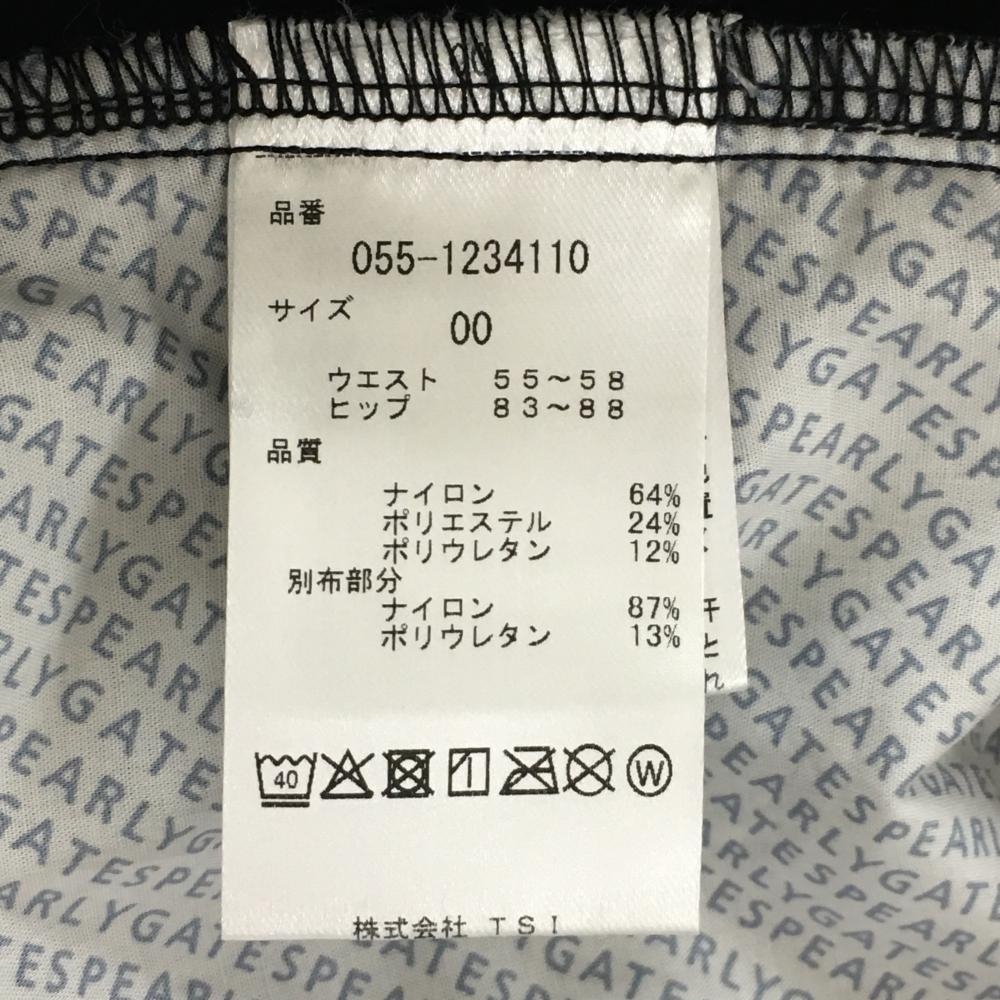 品番
055-1234110
サイズ
00
ウエスト 55～58
ヒップ 83～88
品質
ナイロン 64%
ポリエステル 24%
ポリウレタン 12%
別布部分
ナイロン 87%
ポリウレタン 13%
40
W
株式会社 TSI
PEARLYGATES